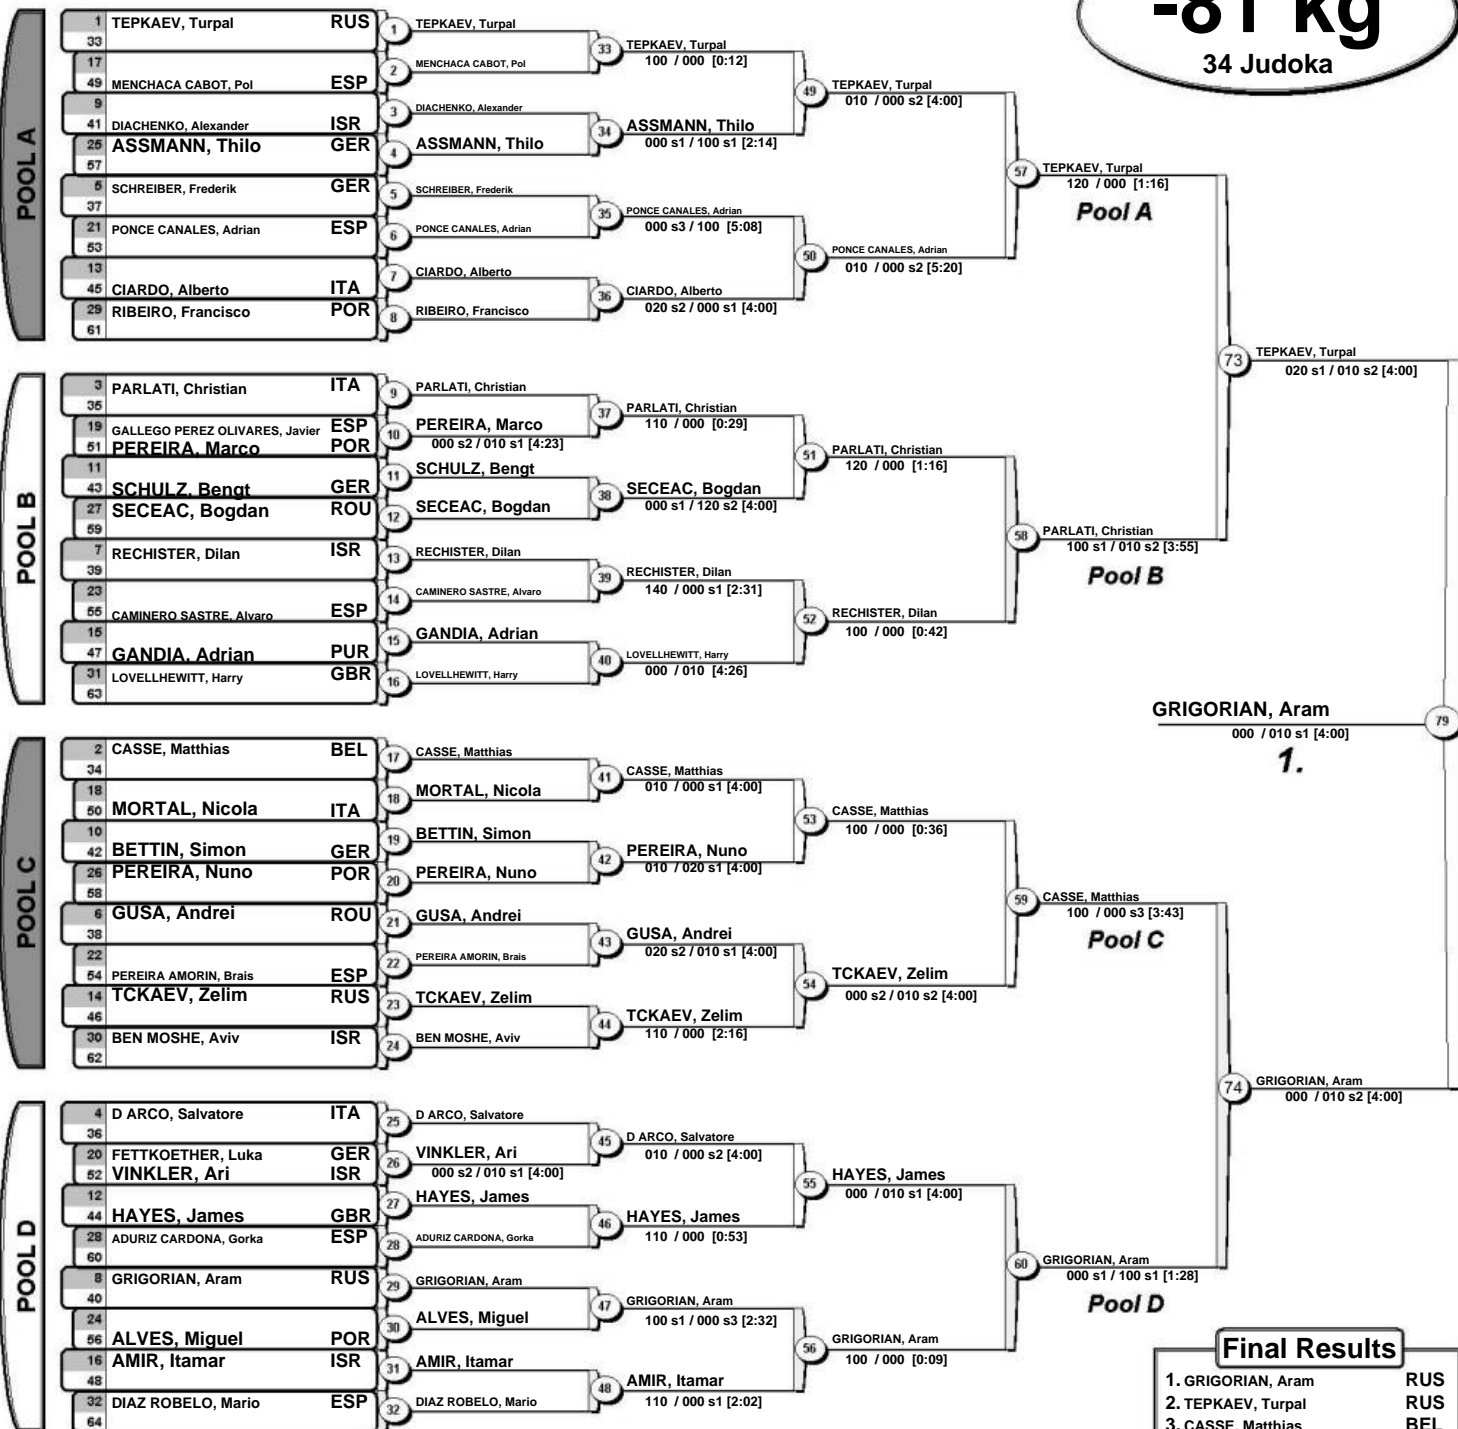 -81 kg
34 Judoka
POOL A
1 TEPKAEV, Turpal RUS
33
17
49 MENCHACA CABOT, Pol ESP
9
41 DIACHENKO, Alexander ISR
25 ASSMANN, Thilo GER
57
5 SCHREIBER, Frederik GER
37
21 PONCE CANALES, Adrian ESP
53
13
45 CIARDO, Alberto ITA
29 RIBEIRO, Francisco POR
61
1 TEPKAEV, Turpal
2 MENCHACA CABOT, Pol
3 DIACHENKO, Alexander
4 ASSMANN, Thilo
5 SCHREIBER, Frederik
6 PONCE CANALES, Adrian
7 CIARDO, Alberto
8 RIBEIRO, Francisco
33 TEPKAEV, Turpal
100 / 000 [0:12]
34 ASSMANN, Thilo
000 s1 / 100 s1 [2:14]
35 PONCE CANALES, Adrian
000 s3 / 100 [5:08]
36 CIARDO, Alberto
020 s2 / 000 s1 [4:00]
49 TEPKAEV, Turpal
010 / 000 s2 [4:00]
50 PONCE CANALES, Adrian
010 / 000 s2 [5:20]
57 TEPKAEV, Turpal
120 / 000 [1:16]
Pool A
POOL B
3 PARLATI, Christian ITA
35
19 GALLEGO PEREZ OLIVARES, Javier ESP
51 PEREIRA, Marco POR
11
43 SCHULZ, Bengt GER
27 SECEAC, Bogdan ROU
59
7 RECHISTER, Dilan ISR
39
23
55 CAMINERO SASTRE, Alvaro ESP
15
47 GANDIA, Adrian PUR
31 LOVELLHEWITT, Harry GBR
63
9 PARLATI, Christian
10 PEREIRA, Marco
000 s2 / 010 s1 [4:23]
11 SCHULZ, Bengt
12 SECEAC, Bogdan
13 RECHISTER, Dilan
14 CAMINERO SASTRE, Alvaro
15 GANDIA, Adrian
16 LOVELLHEWITT, Harry
37 PARLATI, Christian
110 / 000 [0:29]
38 SECEAC, Bogdan
000 s1 / 120 s2 [4:00]
39 RECHISTER, Dilan
140 / 000 s1 [2:31]
40 LOVELLHEWITT, Harry
000 / 010 [4:26]
51 PARLATI, Christian
120 / 000 [1:16]
52 RECHISTER, Dilan
100 / 000 [0:42]
58 PARLATI, Christian
100 s1 / 010 s2 [3:55]
Pool B
73 TEPKAEV, Turpal
020 s1 / 010 s2 [4:00]
GRIGORIAN, Aram 79
000 / 010 s1 [4:00]
1.
POOL C
2 CASSE, Matthias BEL
34
18
50 MORTAL, Nicola ITA
10
42 BETTIN, Simon GER
26 PEREIRA, Nuno POR
58
6 GUSA, Andrei ROU
38
22
54 PEREIRA AMORIN, Brais ESP
14 TCKAEV, Zelim RUS
46
30 BEN MOSHE, Aviv ISR
62
17 CASSE, Matthias
18 MORTAL, Nicola
19 BETTIN, Simon
20 PEREIRA, Nuno
21 GUSA, Andrei
22 PEREIRA AMORIN, Brais
23 TCKAEV, Zelim
24 BEN MOSHE, Aviv
41 CASSE, Matthias
010 / 000 s1 [4:00]
42 PEREIRA, Nuno
010 / 020 s1 [4:00]
43 GUSA, Andrei
020 s2 / 010 s1 [4:00]
44 TCKAEV, Zelim
110 / 000 [2:16]
53 CASSE, Matthias
100 / 000 [0:36]
54 TCKAEV, Zelim
000 s2 / 010 s2 [4:00]
59 CASSE, Matthias
100 / 000 s3 [3:43]
Pool C
POOL D
4 D ARCO, Salvatore ITA
36
20 FETTKOETHER, Luka GER
52 VINKLER, Ari ISR
12
44 HAYES, James GBR
28 ADURIZ CARDONA, Gorka ESP
60
8 GRIGORIAN, Aram RUS
40
24
56 ALVES, Miguel POR
16 AMIR, Itamar ISR
48
32 DIAZ ROBELO, Mario ESP
64
25 D ARCO, Salvatore
26 VINKLER, Ari
000 s2 / 010 s1 [4:00]
27 HAYES, James
28 ADURIZ CARDONA, Gorka
29 GRIGORIAN, Aram
30 ALVES, Miguel
31 AMIR, Itamar
32 DIAZ ROBELO, Mario
45 D ARCO, Salvatore
010 / 000 s2 [4:00]
46 HAYES, James
110 / 000 [0:53]
47 GRIGORIAN, Aram
100 s1 / 000 s3 [2:32]
48 AMIR, Itamar
110 / 000 s1 [2:02]
55 HAYES, James
000 / 010 s1 [4:00]
56 GRIGORIAN, Aram
100 / 000 [0:09]
60 GRIGORIAN, Aram
000 s1 / 100 s1 [1:28]
Pool D
74 GRIGORIAN, Aram
000 / 010 s2 [4:00]
Final Results
1. GRIGORIAN, Aram RUS
2. TEPKAEV, Turpal RUS
3. CASSE, Matthias BEL